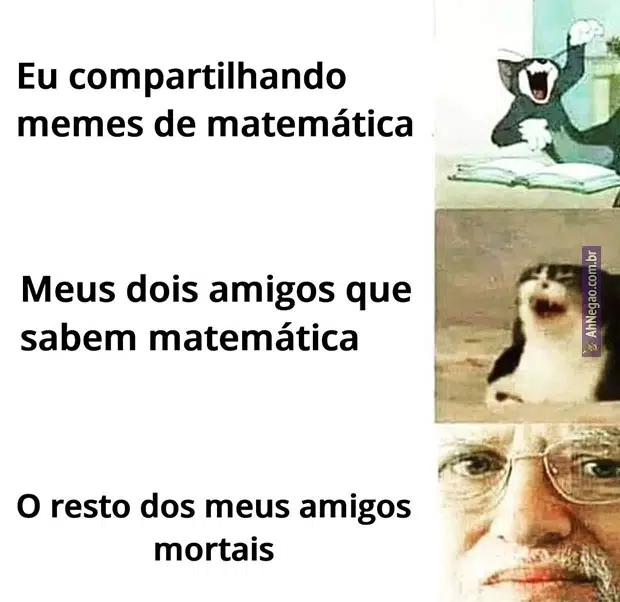 Eu compartilhando
memes de matemática
Meus dois amigos que
sabem matemática
AhNegao.com.br
O resto dos meus amigos
mortais